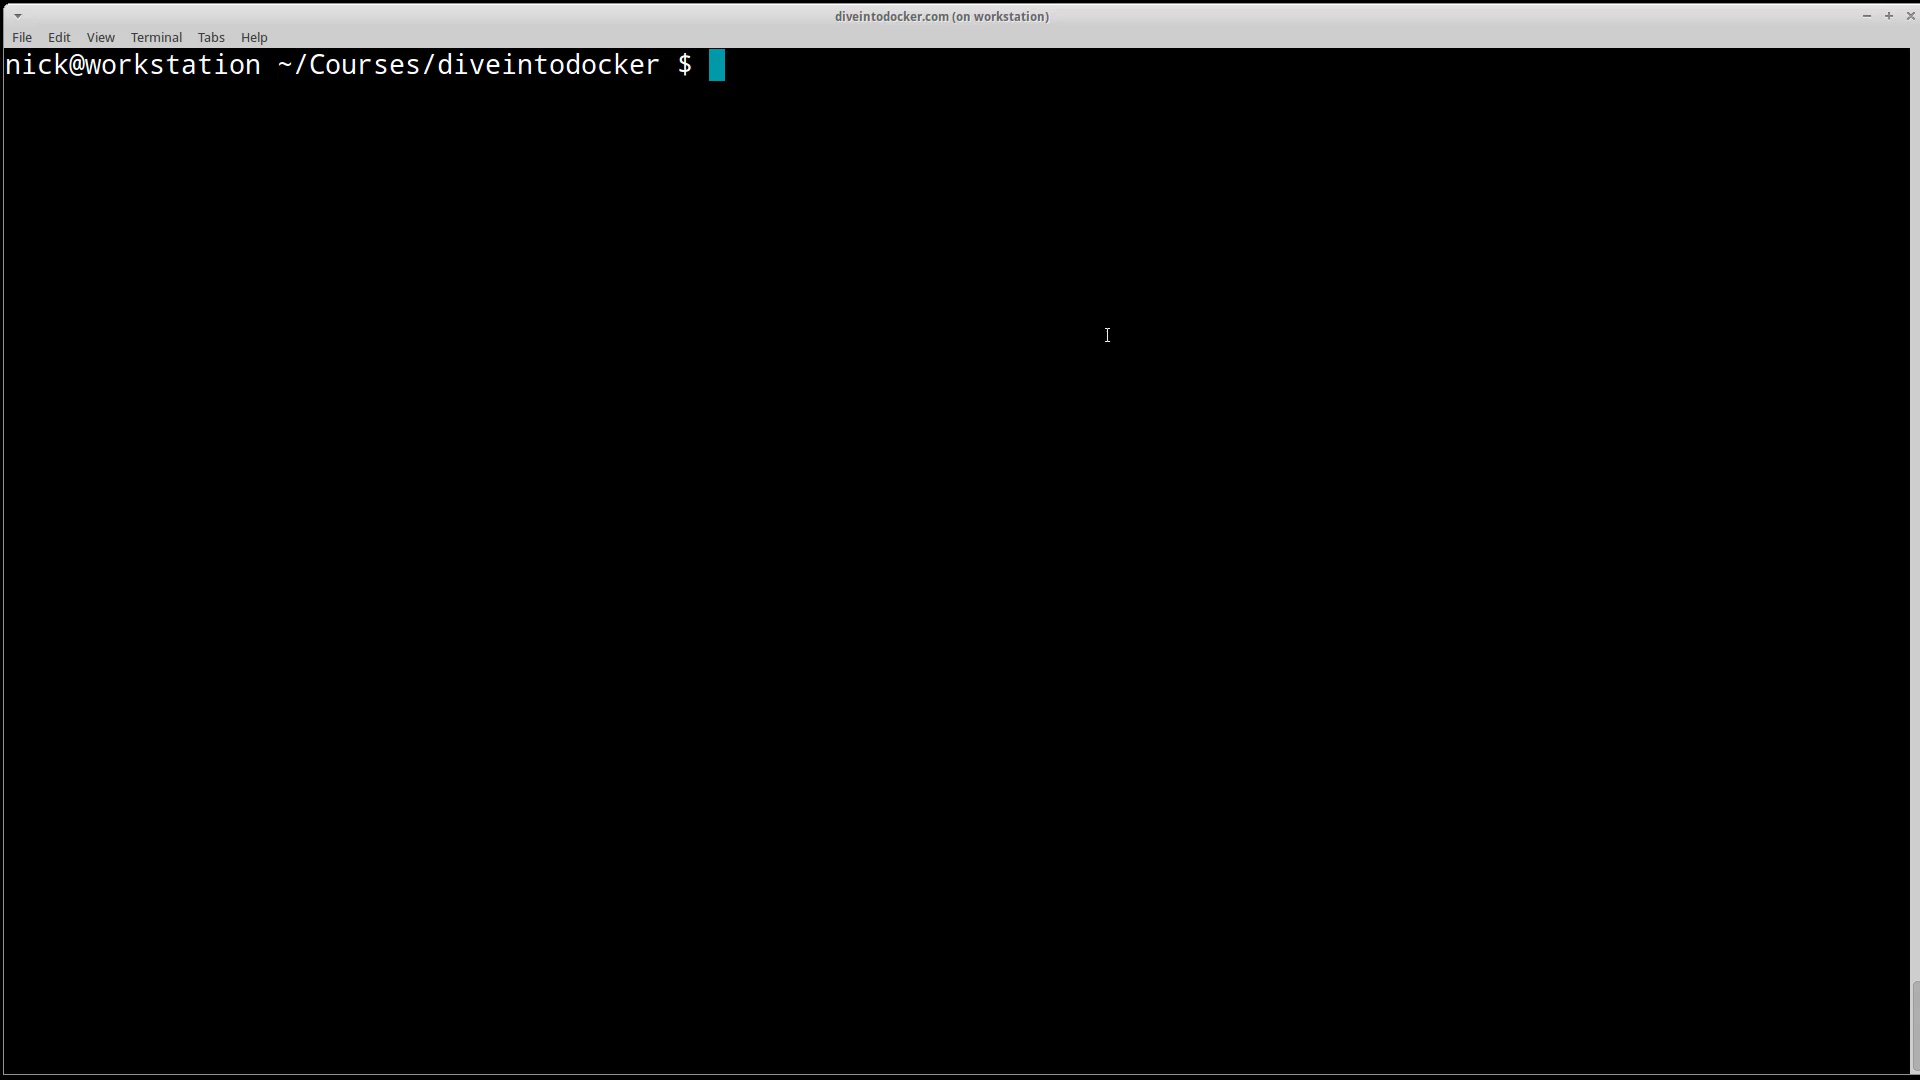 diveintodocker.com (on workstation)
File Edit View Terminal Tabs Help
nick@workstation ~/Courses/diveintodocker $